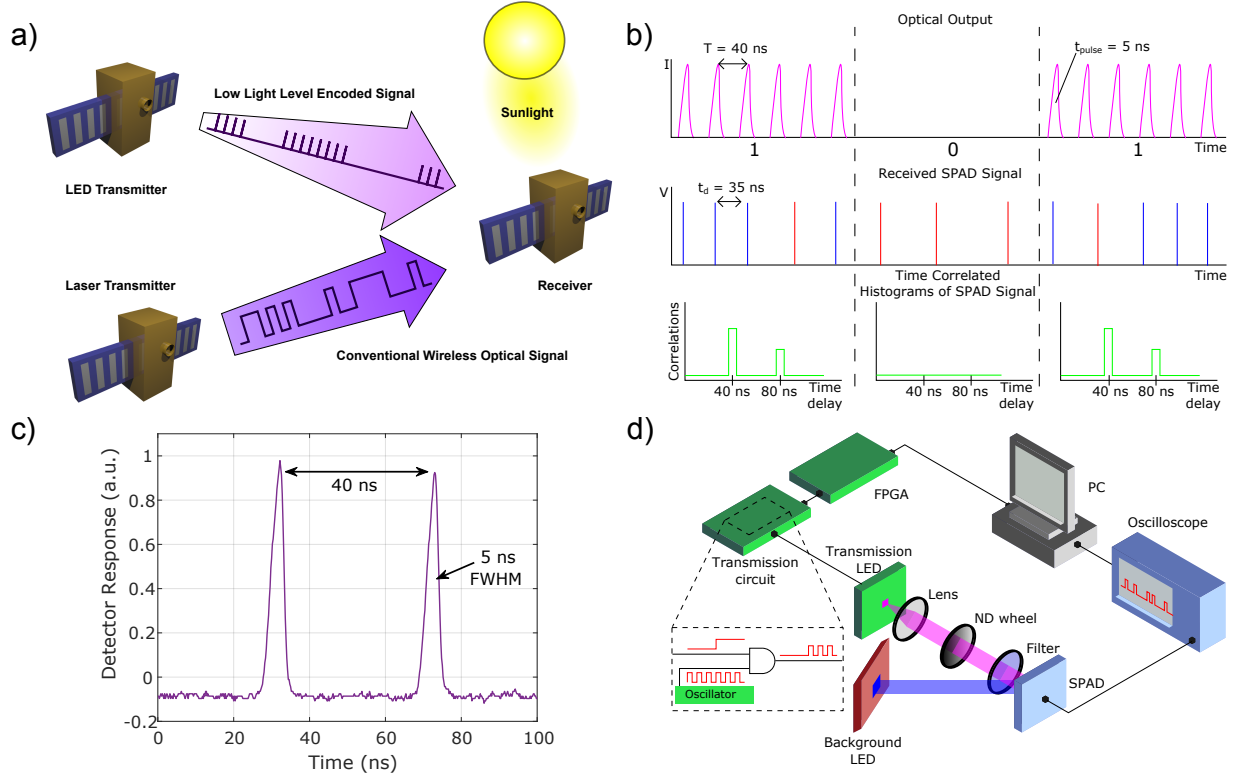 a)
Low Light Level Encoded Signal
Sunlight
LED Transmitter
Laser Transmitter
Receiver
Conventional Wireless Optical Signal
b)
Optical Output
T = 40 ns
tpulse = 5 ns
I
1
0
1
Time
Received SPAD Signal
V
td = 35 ns
Time
Time Correlated
Histograms of SPAD Signal
Correlations
40 ns
80 ns
Time
delay
40 ns
80 ns
Time
delay
40 ns
80 ns
Time
delay
c)
Detector Response (a.u.)
1
0.8
0.6
0.4
0.2
0
-0.2
40 ns
5 ns
FWHM
0
20
40
60
80
100
Time (ns)
d)
FPGA
PC
Oscilloscope
Transmission
circuit
Transmission
LED
Lens
ND wheel
Filter
SPAD
Oscillator
Background
LED